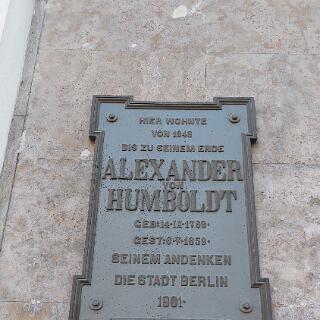 HIER WOHNTE
VON 1848
BIS ZU SEINEM ENDE
ALEXANDER
VON
HUMBOLDT
GEB: 14·IX·1769·
GEST: 6·V·1859·
SEINEM ANDENKEN
DIE STADT BERLIN
1901·